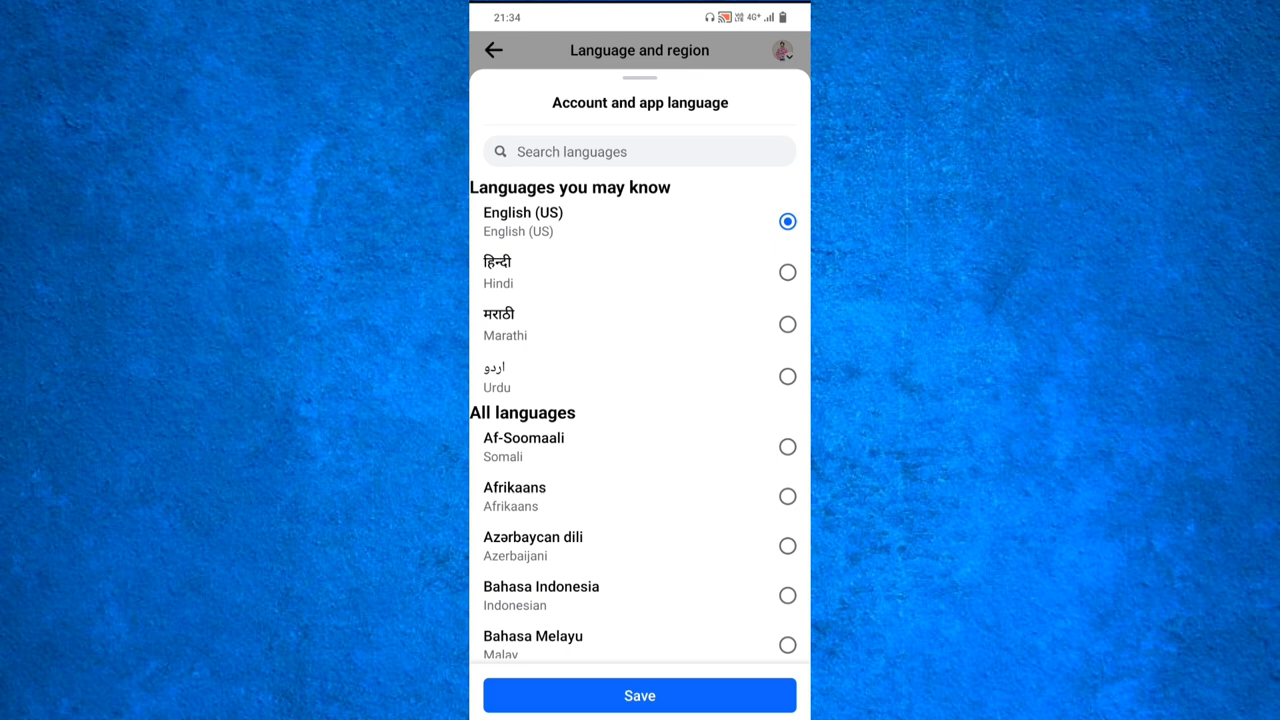 21:34
4G+
Language and region
Account and app language
Search languages
Languages you may know
English (US)
English (US)
हिन्दी
Hindi
मराठी
Marathi
اردو
Urdu
All languages
Af-Soomaali
Somali
Afrikaans
Afrikaans
Azərbaycan dili
Azerbaijani
Bahasa Indonesia
Indonesian
Bahasa Melayu
Malay
Save